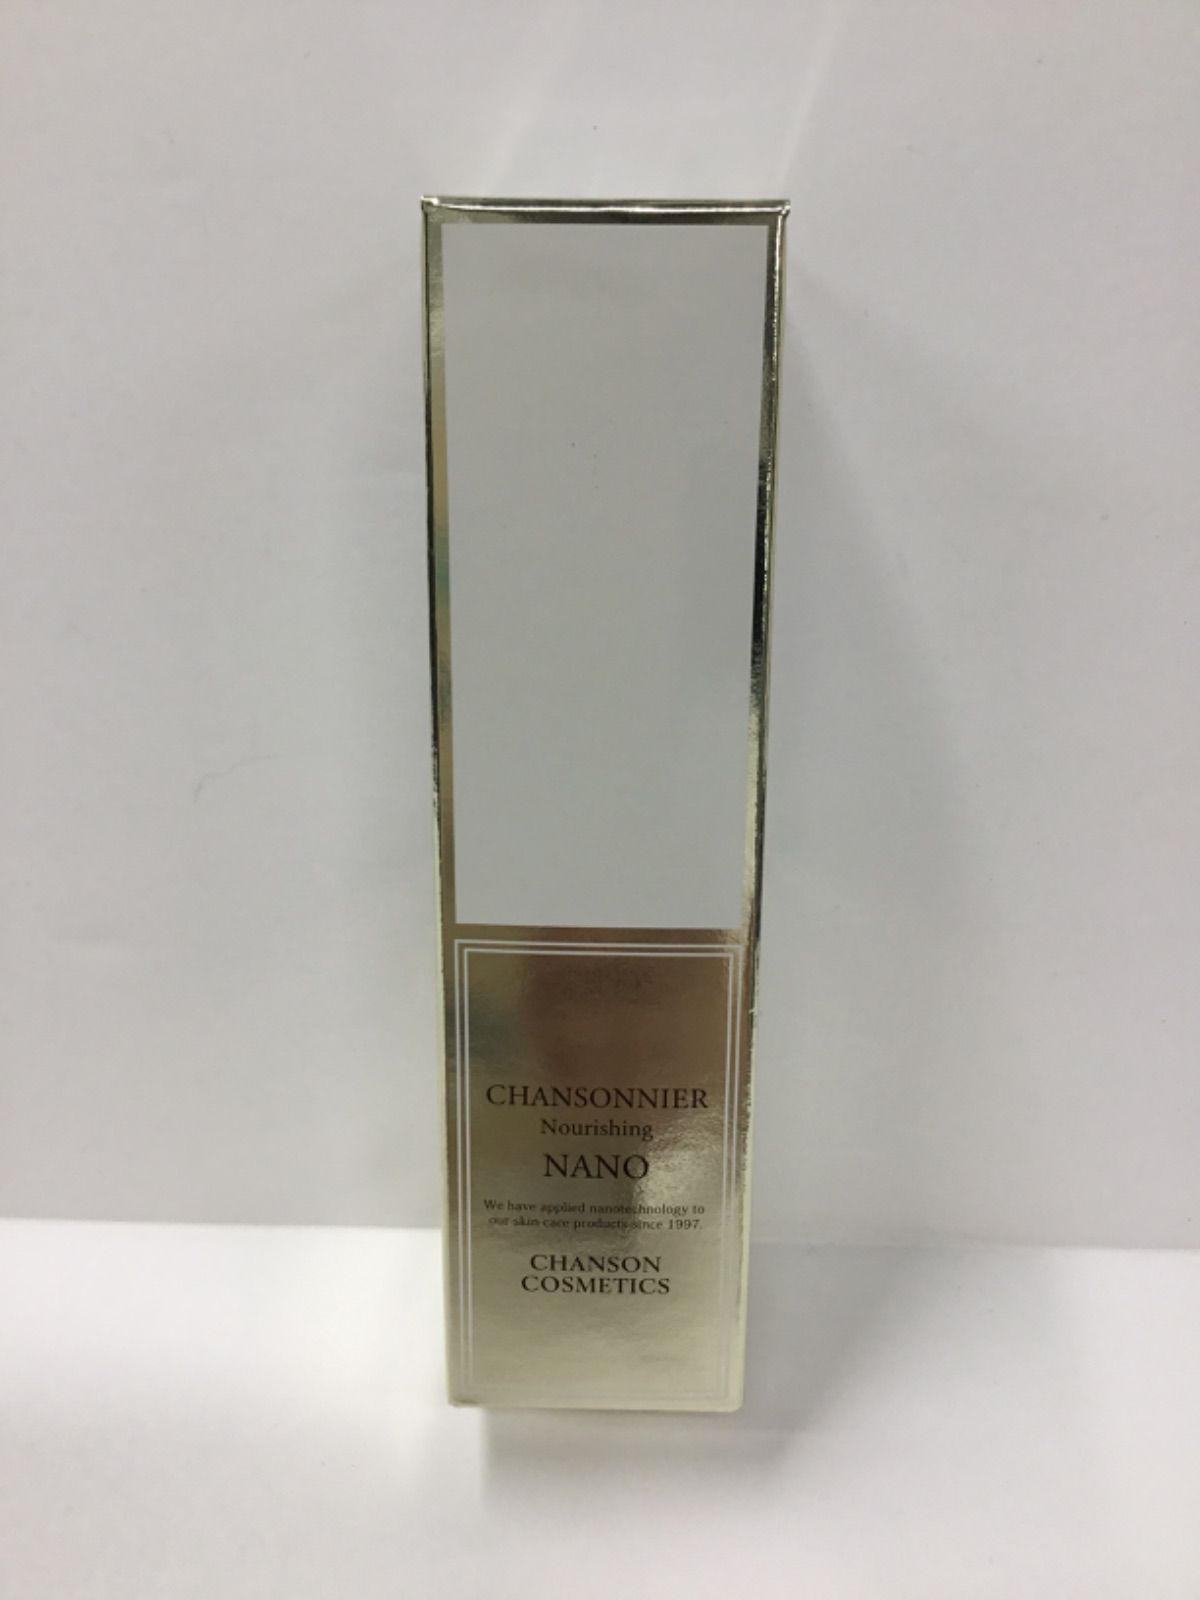 CHANSONNIER
Nourishing
NANO
We have applied nanotechnology to
our skin care products since 1997.
CHANSON
COSMETICS